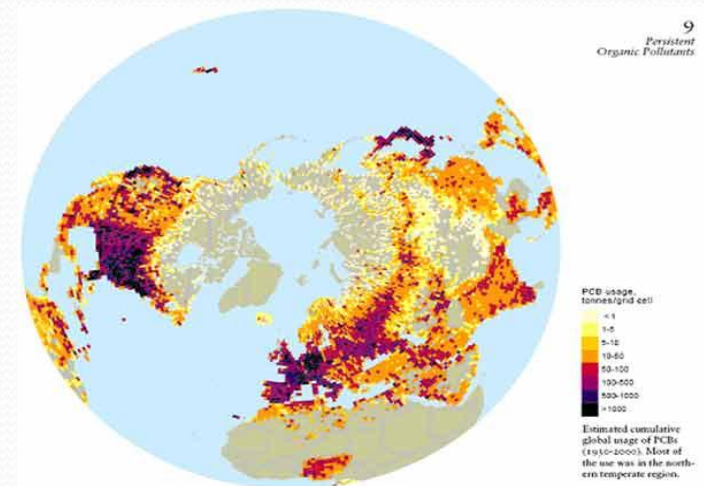 9
Persistent
Organic Pollutants
PCB usage,
tonnes/grid cell
<1
1-5
5-10
10-50
50-100
100-500
500-1000
>1000
Estimated cumulative
global usage of PCBs
(1930-2000). Most of
the use was in the north-
ern temperate region.